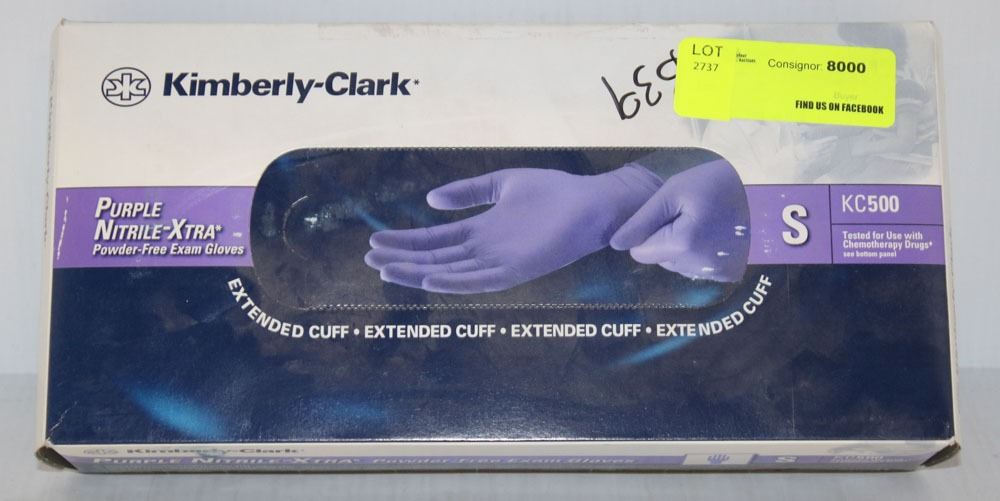 Kimberly-Clark*
LOT
2737
Consignor: 8000
Buyer
FIND US ON FACEBOOK
PURPLE
NITRILE-XTRA*
Powder-Free Exam Gloves
S
KC500
Tested for Use with
Chemotherapy Drugs*
see bottom panel
EXTENDED CUFF • EXTENDED CUFF • EXTENDED CUFF • EXTENDED CUFF
Kimberly-Clark*
PURPLE NITRILE-XTRA* Powder-Free Exam Gloves
S
KC500